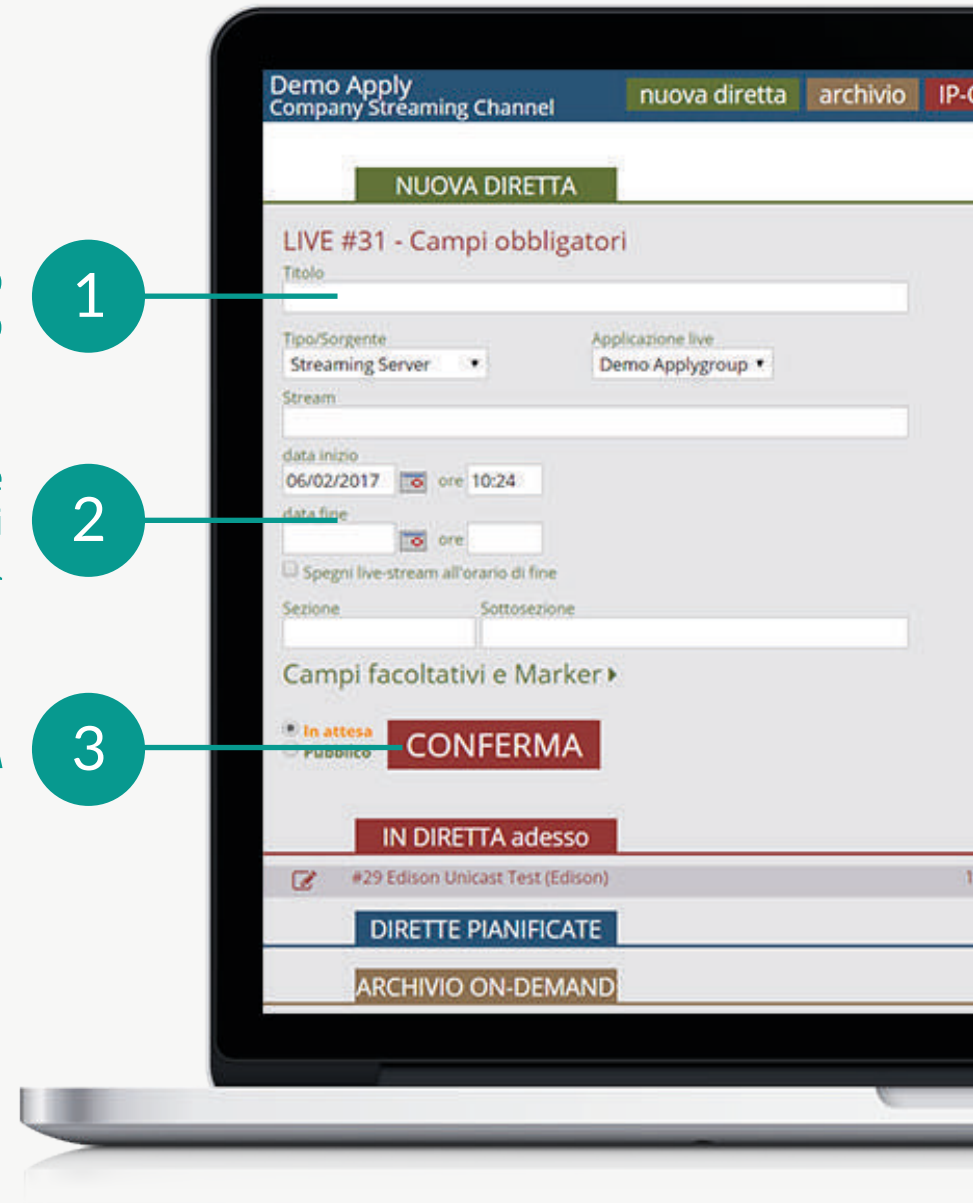 Demo Apply
Company Streaming Channel
nuova diretta
archivio
NUOVA DIRETTA
LIVE #31 - Campi obbligatori
1
Titolo
Tipo/Sorgente
Applicazione live
Streaming Server
Demo Applygroup
Stream
data inizio
06/02/2017 ore 10:24
2
data fine
ore
Spegni live-stream all'orario di fine
Sezione
Sottosezione
Campi facoltativi e Marker
3
In attesa
Pubblico
CONFERMA
IN DIRETTA adesso
#29 Edison Unicast Test (Edison)
DIRETTE PIANIFICATE
ARCHIVIO ON-DEMAND